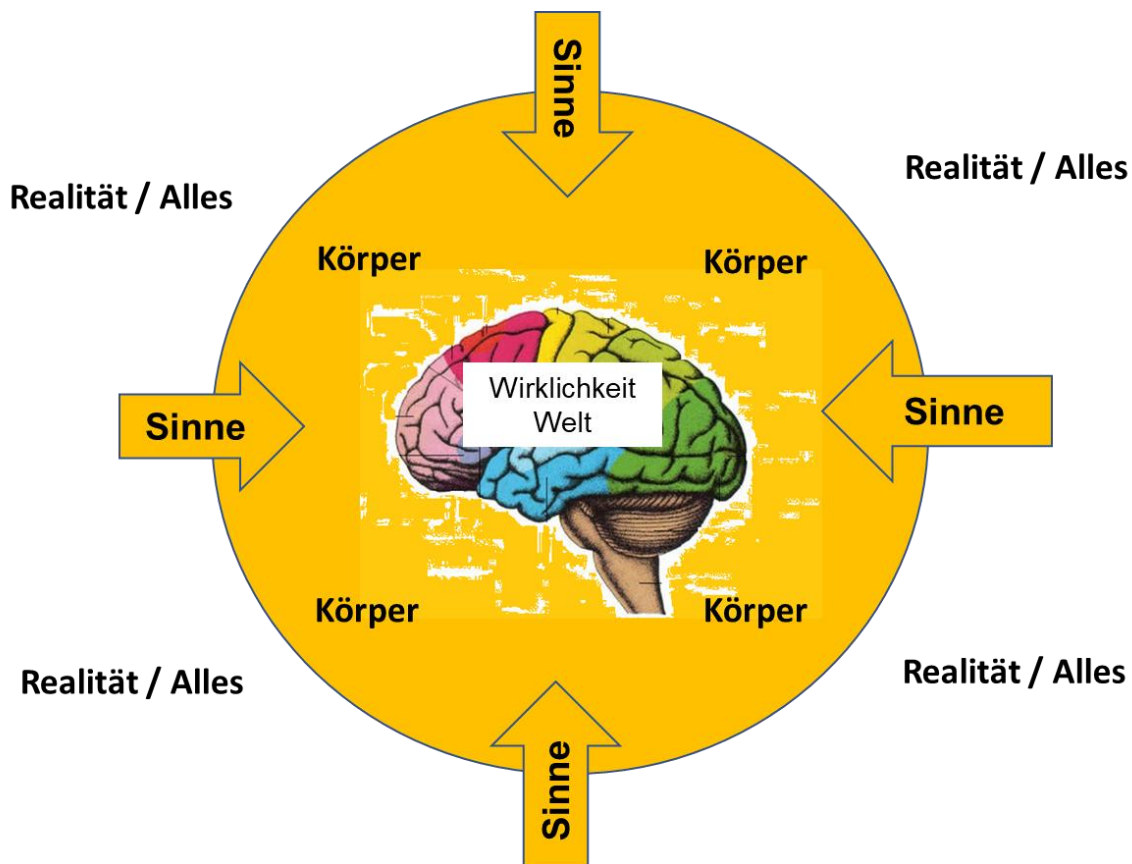 Sinne
Realität / Alles
Realität / Alles
Körper
Körper
Wirklichkeit
Welt
Sinne
Sinne
Körper
Körper
Realität / Alles
Realität / Alles
Sinne